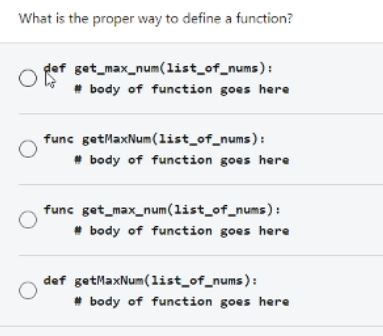 What is the proper way to define a function?
def get_max_num(list_of_nums):
# body of function goes here
func getMaxNum(list_of_nums):
# body of function goes here
func get_max_num(list_of_nums):
# body of function goes here
def getMaxNum(list_of_nums):
# body of function goes here